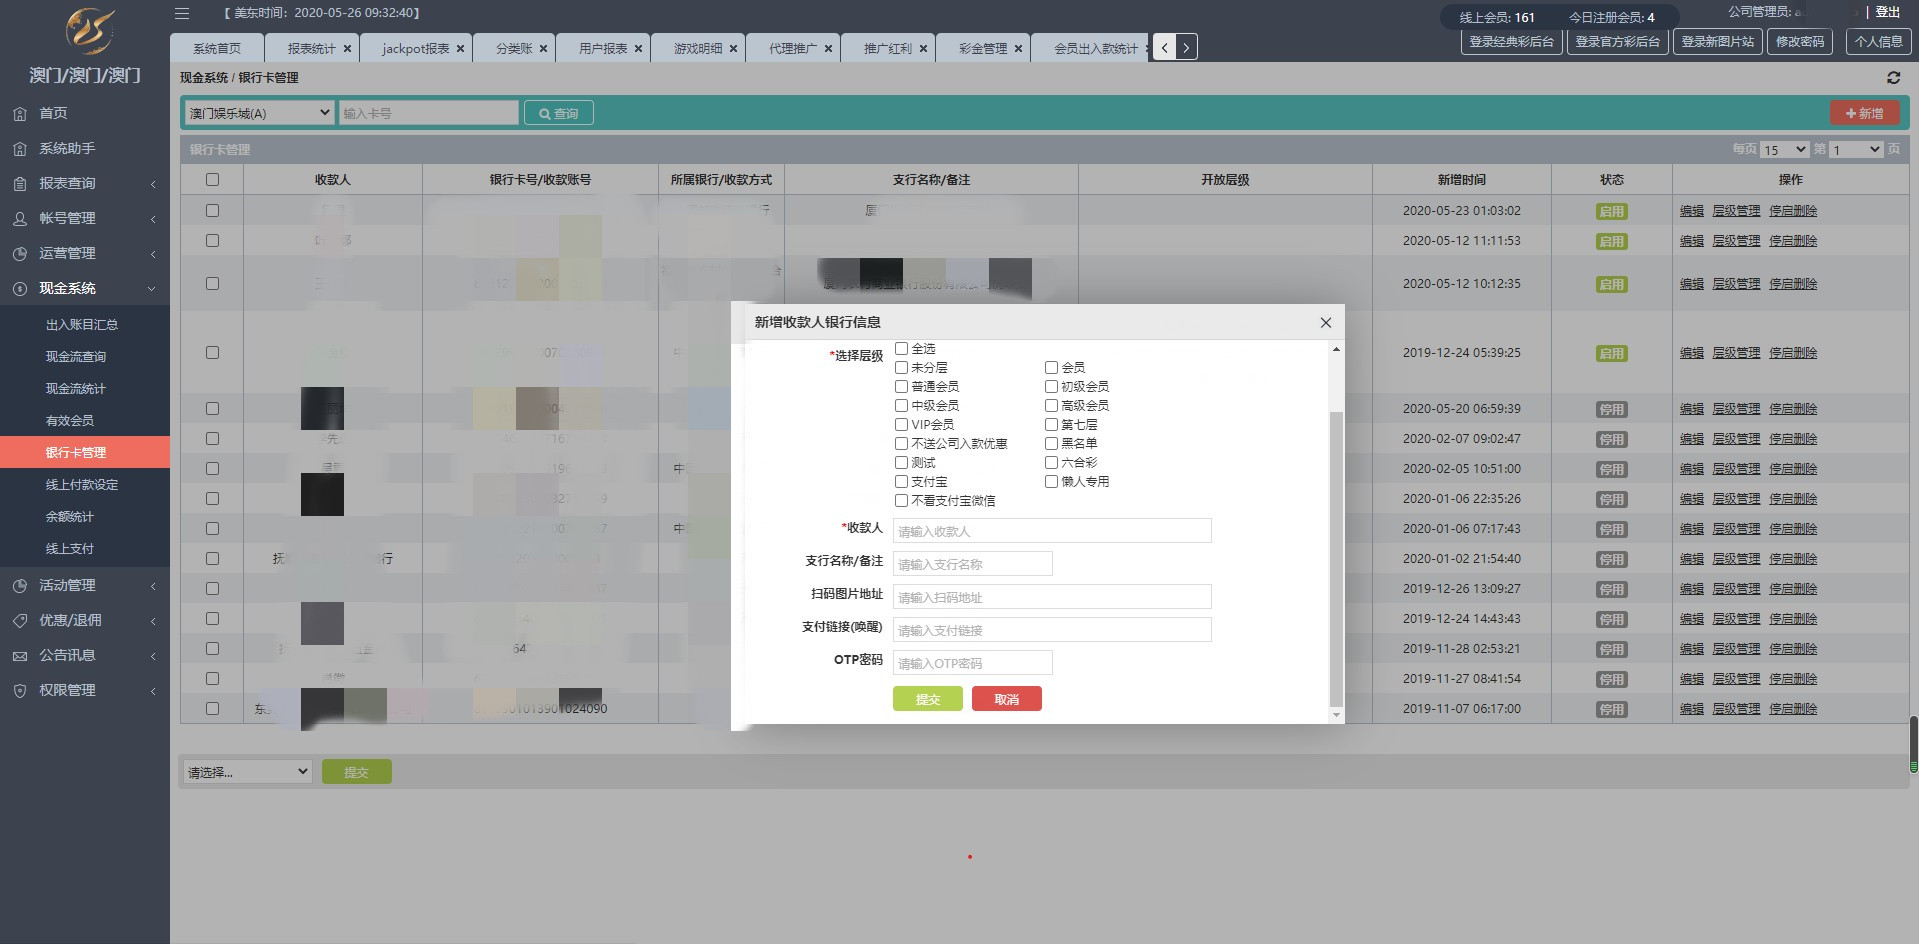 【 美东时间：2020-05-26 09:32:40】
线上会员: 161
今日注册会员: 4
公司管理员:
登出
澳门/澳门/澳门
系统首页
报表统计
jackpot报表
分类账
用户报表
游戏明细
代理推广
推广红利
彩金管理
会员出入款统计
登录经典彩后台
登录官方彩后台
登录新图片站
修改密码
个人信息
现金系统 / 银行卡管理
首页
系统助手
报表查询
帐号管理
运营管理
现金系统
出入账目汇总
现金流查询
现金流统计
有效会员
银行卡管理
线上付款设定
余额统计
线上支付
活动管理
优惠/退佣
公告讯息
权限管理
澳门娱乐城(A)
输入卡号
查询
新增
银行卡管理
每页 15 第 1 页
收款人 银行卡号/收款账号 所属银行/收款方式 支行名称/备注 开放层级 新增时间 状态 操作
2020-05-23 01:03:02 启用 编辑 层级管理 停启删除
2020-05-12 11:11:53 启用 编辑 层级管理 停启删除
2020-05-12 10:12:35 启用 编辑 层级管理 停启删除
2019-12-24 05:39:25 启用 编辑 层级管理 停启删除
2020-05-20 06:59:39 停用 编辑 层级管理 停启删除
2020-02-07 09:02:47 停用 编辑 层级管理 停启删除
2020-02-05 10:51:00 停用 编辑 层级管理 停启删除
2020-01-06 22:35:26 停用 编辑 层级管理 停启删除
2020-01-06 07:17:43 停用 编辑 层级管理 停启删除
2020-01-02 21:54:40 停用 编辑 层级管理 停启删除
2019-12-26 13:09:27 停用 编辑 层级管理 停启删除
2019-12-24 14:43:43 停用 编辑 层级管理 停启删除
2019-11-28 02:53:21 停用 编辑 层级管理 停启删除
2019-11-27 08:41:54 停用 编辑 层级管理 停启删除
2019-11-07 06:17:00 停用 编辑 层级管理 停启删除
请选择...
提交
新增收款人银行信息
*选择层级
全选
未分层 会员
普通会员 初级会员
中级会员 高级会员
VIP会员 第七层
不送公司入款优惠 黑名单
测试 六合彩
支付宝 懒人专用
不看支付宝微信
*收款人 请输入收款人
支行名称/备注 请输入支行名称
扫码图片地址 请输入扫码地址
支付链接(唤醒) 请输入支付链接
OTP密码 请输入OTP密码
提交 取消